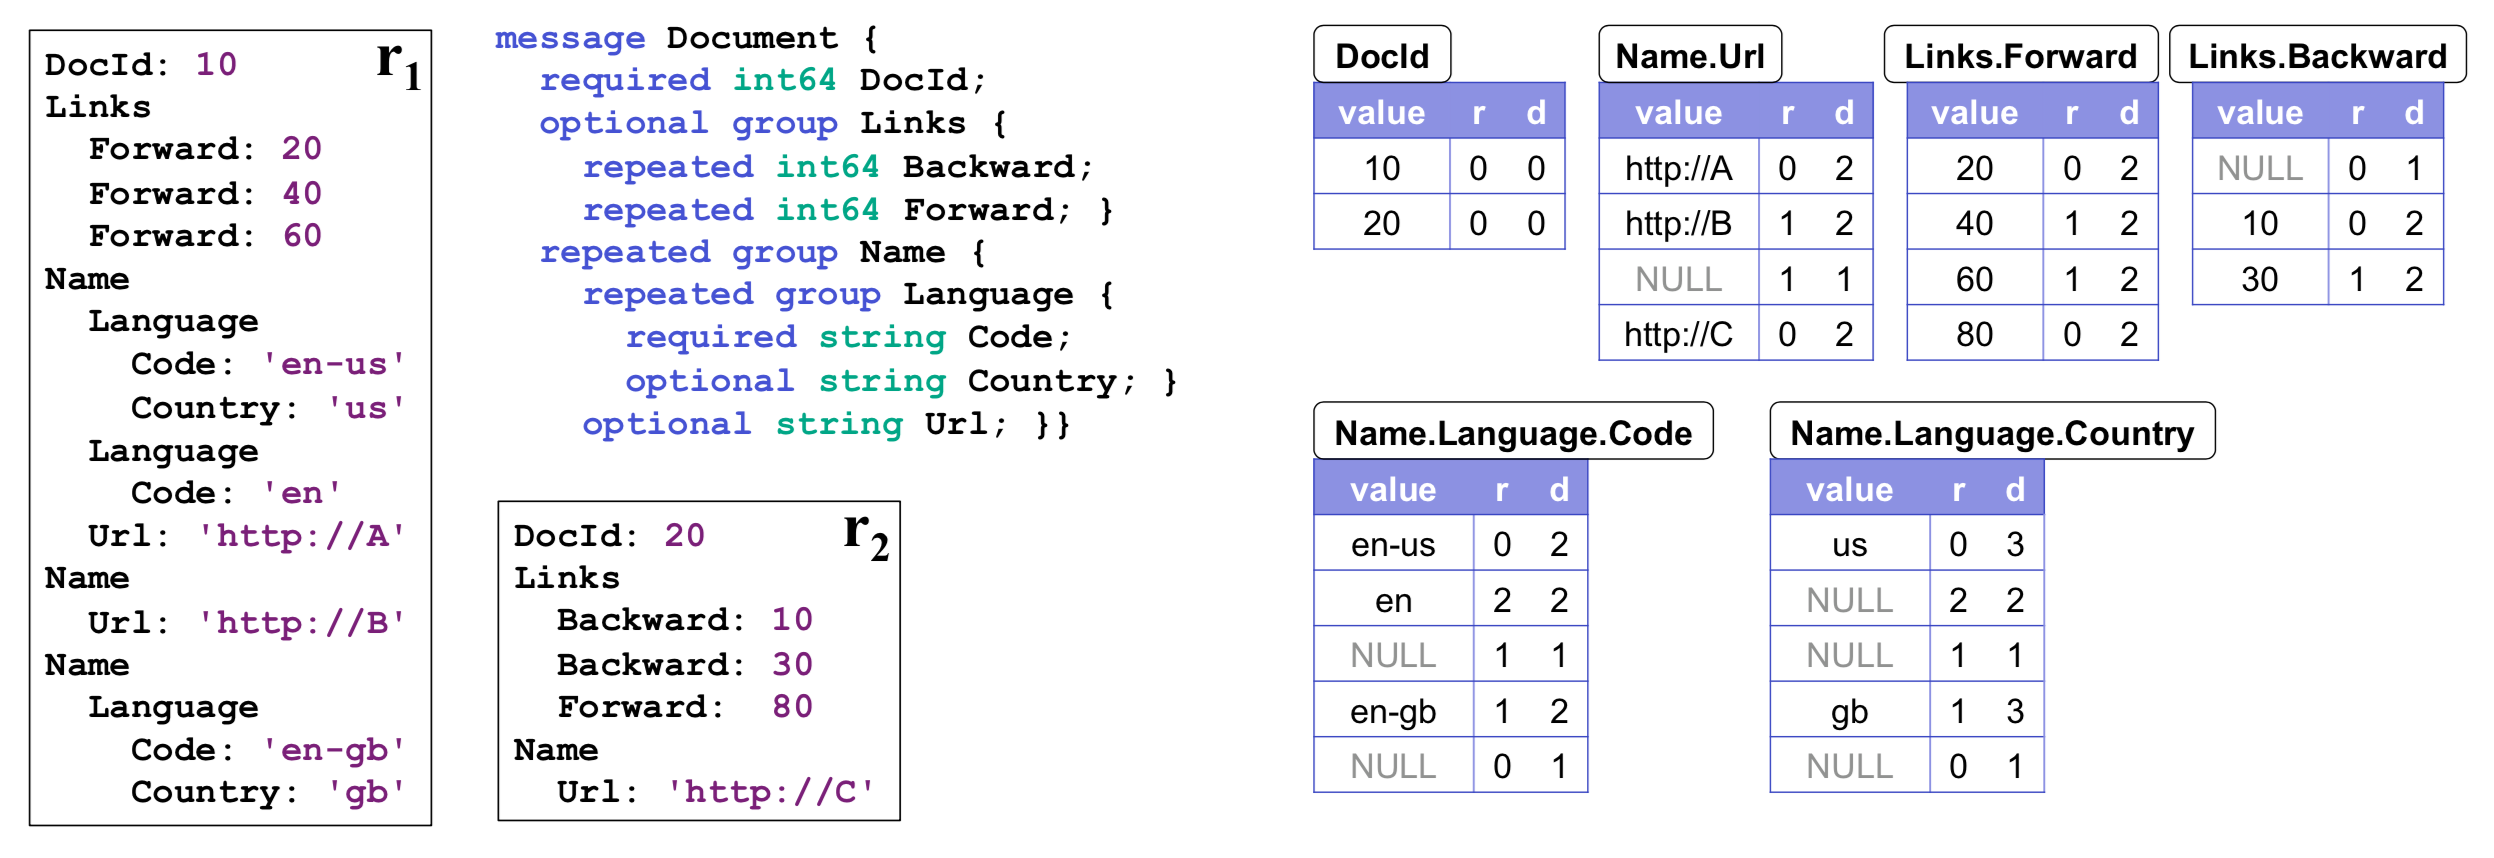 DocId: 10
r1
Links
Forward: 20
Forward: 40
Forward: 60
Name
Language
Code: 'en-us'
Country: 'us'
Language
Code: 'en'
Url: 'http://A'
Name
Url: 'http://B'
Name
Language
Code: 'en-gb'
Country: 'gb'
message Document {
required int64 DocId;
optional group Links {
repeated int64 Backward;
repeated int64 Forward; }
repeated group Name {
repeated group Language {
required string Code;
optional string Country; }
optional string Url; }}
DocId: 20
r2
Links
Backward: 10
Backward: 30
Forward: 80
Name
Url: 'http://C'
DocId
value r d
10 0 0
20 0 0
Name.Url
value r d
http://A 0 2
http://B 1 2
NULL 1 1
http://C 0 2
Links.Forward
value r d
20 0 2
40 1 2
60 1 2
80 0 2
Links.Backward
value r d
NULL 0 1
10 0 2
30 1 2
Name.Language.Code
value r d
en-us 0 2
en 2 2
NULL 1 1
en-gb 1 2
NULL 0 1
Name.Language.Country
value r d
us 0 3
NULL 2 2
NULL 1 1
gb 1 3
NULL 0 1